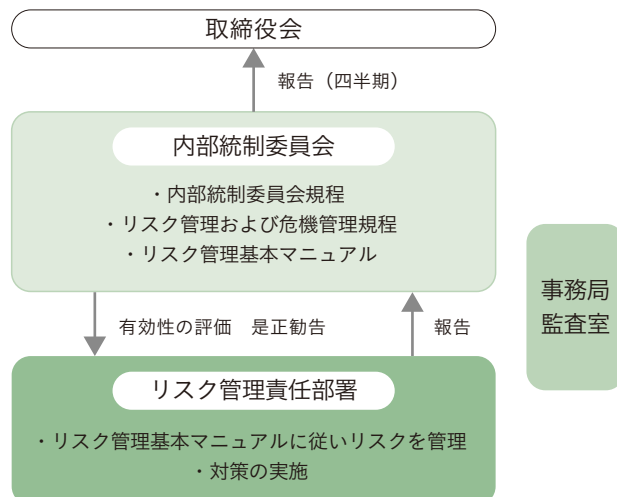 取締役会
報告（四半期）
内部統制委員会
・内部統制委員会規程
・リスク管理および危機管理規程
・リスク管理基本マニュアル
事務局
監査室
有効性の評価　是正勧告
報告
リスク管理責任部署
・リスク管理基本マニュアルに従いリスクを管理
・対策の実施